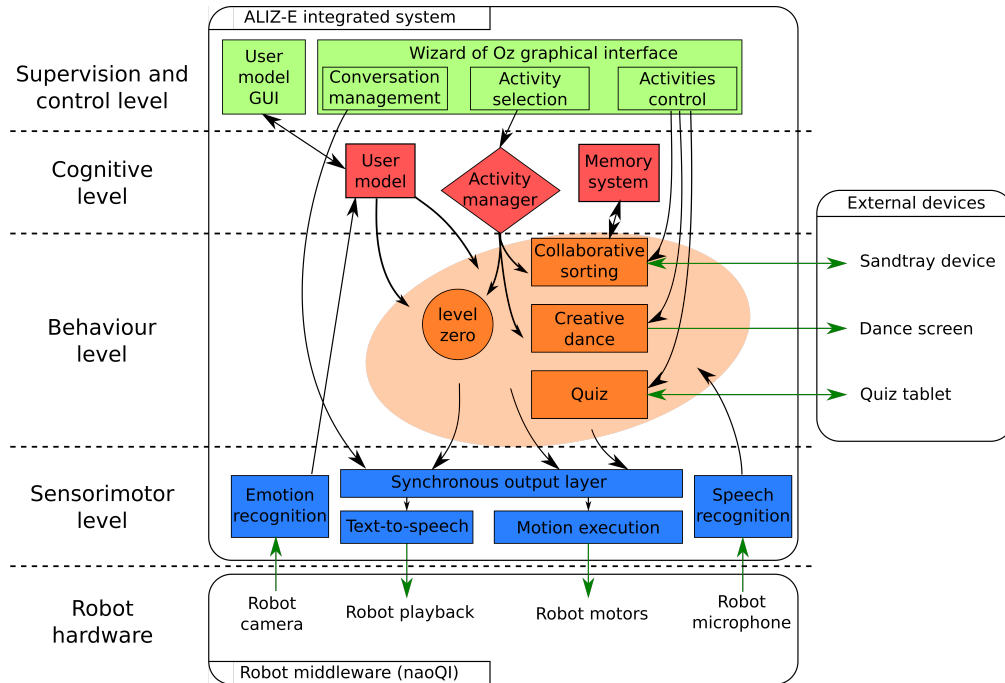 ALIZ-E integrated system
Supervision and
control level
User
model
GUI
Wizard of Oz graphical interface
Conversation
management
Activity
selection
Activities
control
Cognitive
level
User
model
Activity
manager
Memory
system
External devices
Behaviour
level
level
zero
Collaborative
sorting
Sandtray device
Creative
dance
Dance screen
Quiz
Quiz tablet
Sensorimotor
level
Emotion
recognition
Synchronous output layer
Text-to-speech
Motion execution
Speech
recognition
Robot
hardware
Robot
camera
Robot playback
Robot motors
Robot
microphone
Robot middleware (naoQI)